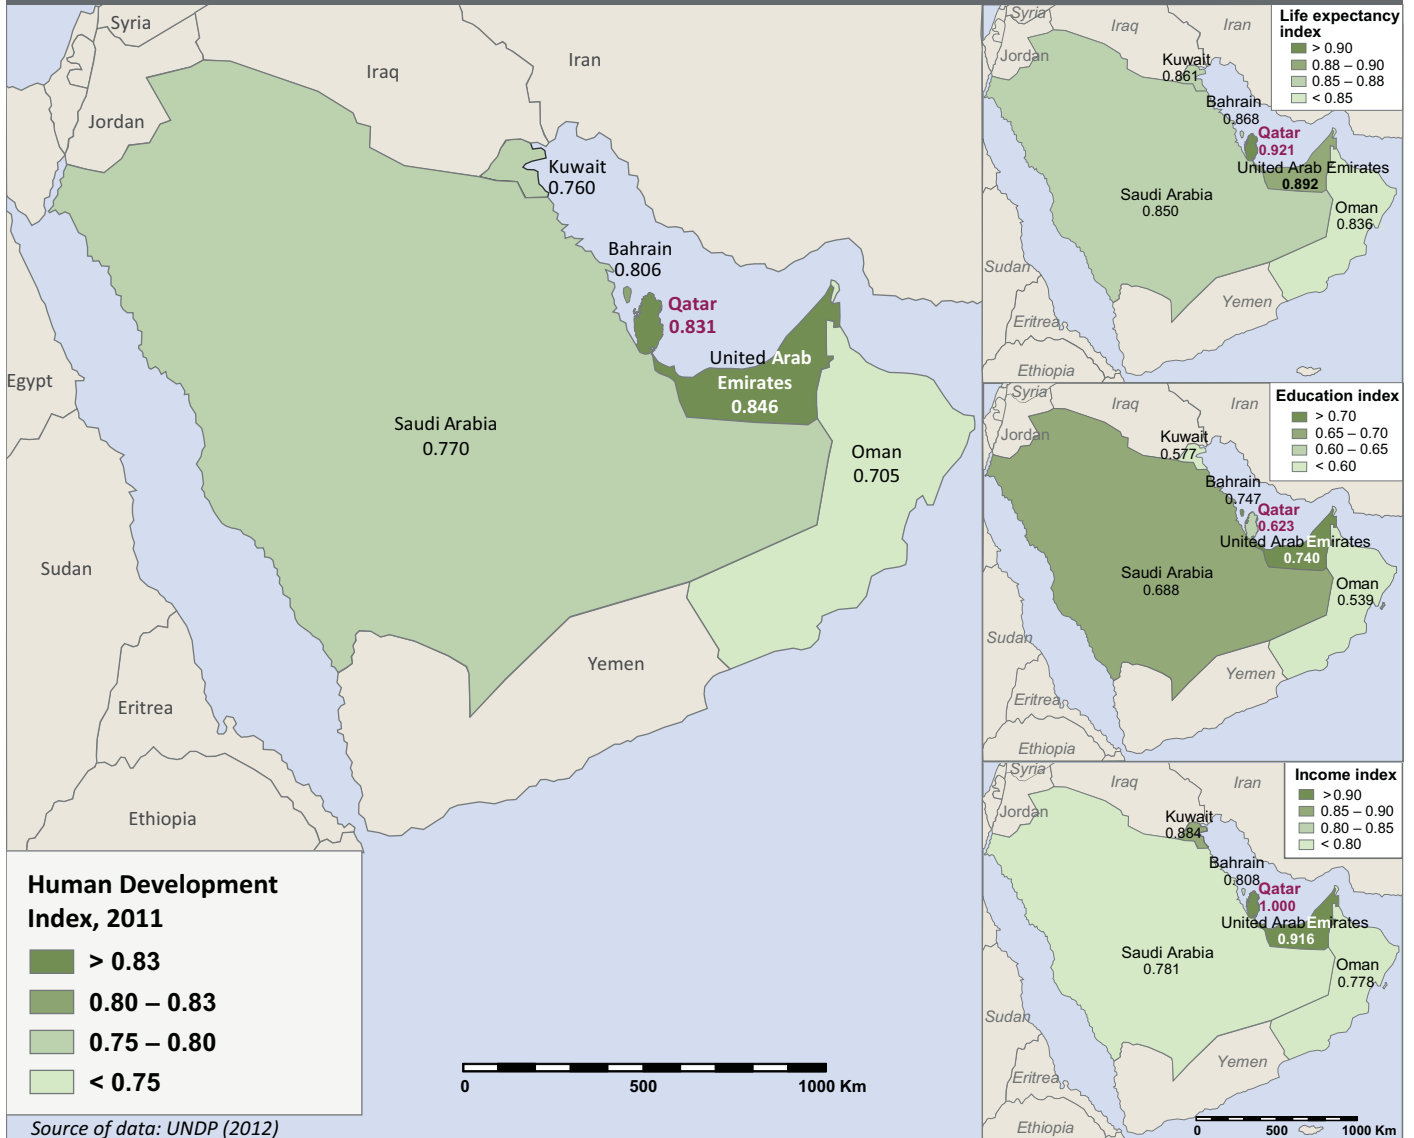 Syria
Iraq
Iran
Jordan
Kuwait
0.760
Bahrain
0.806
Qatar
0.831
United Arab
Emirates
0.846
Egypt
Saudi Arabia
0.770
Oman
0.705
Sudan
Yemen
Eritrea
Ethiopia
Human Development
Index, 2011
> 0.83
0.80 – 0.83
0.75 – 0.80
< 0.75
0 500 1000 Km
Source of data: UNDP (2012)
Life expectancy
index
> 0.90
0.88 – 0.90
0.85 – 0.88
< 0.85
Syria
Iraq
Iran
Jordan
Kuwait
0.861
Bahrain
0.868
Qatar
0.921
United Arab Emirates
0.892
Saudi Arabia
0.850
Oman
0.836
Sudan
Yemen
Eritrea
Ethiopia
Education index
> 0.70
0.65 – 0.70
0.60 – 0.65
< 0.60
Syria
Iraq
Iran
Jordan
Kuwait
0.577
Bahrain
0.747
Qatar
0.623
United Arab Emirates
0.740
Saudi Arabia
0.688
Oman
0.539
Sudan
Yemen
Eritrea
Ethiopia
Income index
>0.90
0.85 – 0.90
0.80 – 0.85
< 0.80
Syria
Iraq
Iran
Jordan
Kuwait
0.884
Bahrain
0.808
Qatar
1.000
United Arab Emirates
0.916
Saudi Arabia
0.781
Oman
0.778
Sudan
Yemen
Eritrea
Ethiopia
0 500 1000 Km